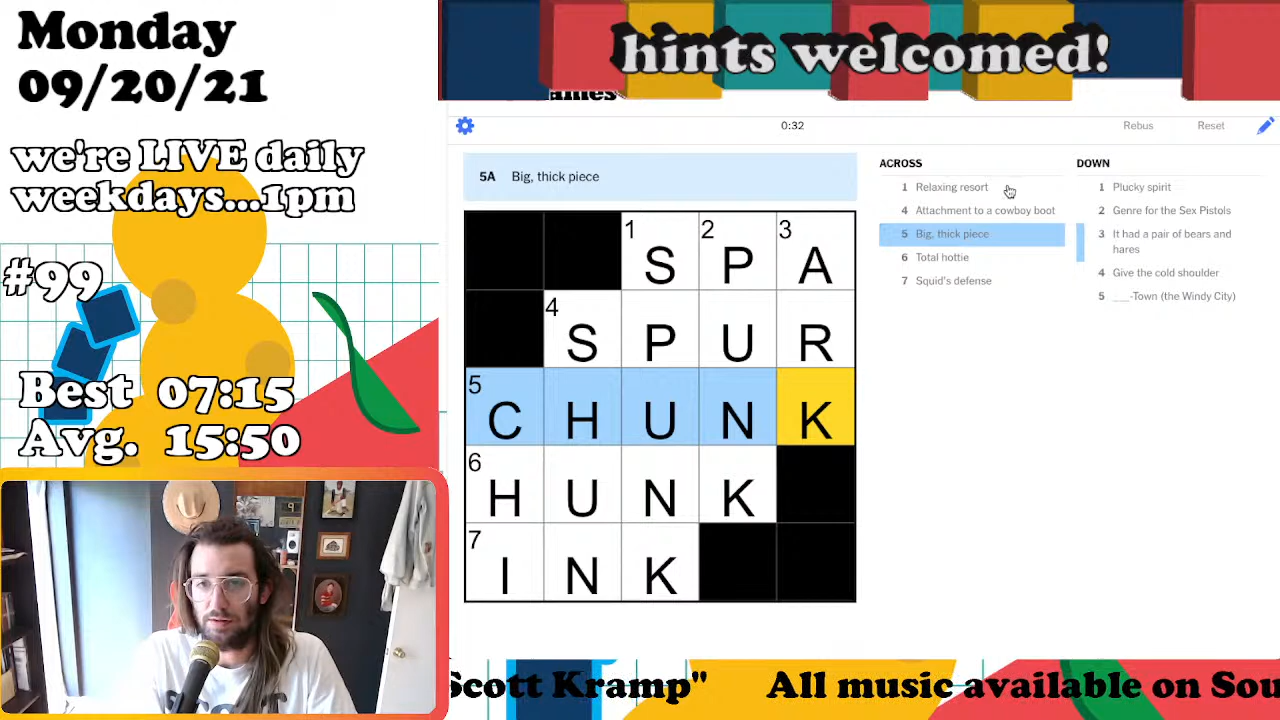 Monday
09/20/21
we're LIVE daily
weekdays...1pm
#99
Best 07:15
Avg. 15:50
hints welcomed!
0:32
Rebus
Reset
5A Big, thick piece
1 2 3
S P A
4
S P U R
5
C H U N K
6
H U N K
7
I N K
ACROSS
1 Relaxing resort
4 Attachment to a cowboy boot
5 Big, thick piece
6 Total hottie
7 Squid's defense
DOWN
1 Plucky spirit
2 Genre for the Sex Pistols
3 It had a pair of bears and
hares
4 Give the cold shoulder
5 ___-Town (the Windy City)
Scott Kramp" All music available on Sou